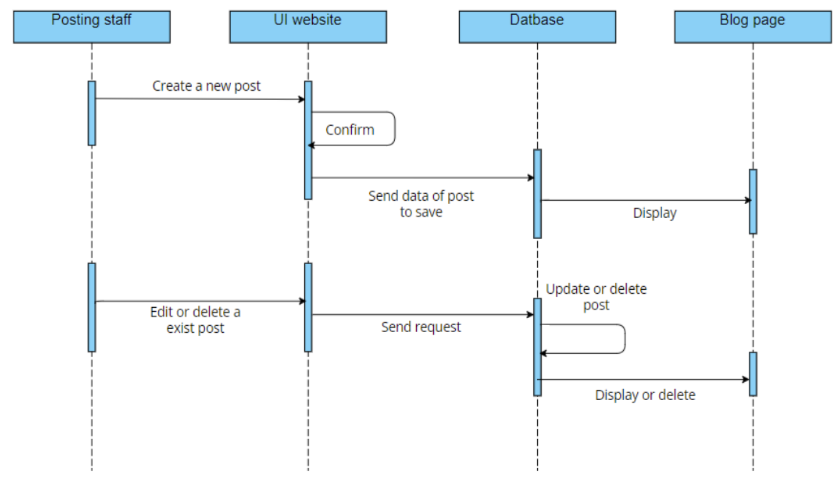 Posting staff
UI website
Datbase
Blog page
Create a new post
Confirm
Send data of post
to save
Display
Edit or delete a
exist post
Send request
Update or delete
post
Display or delete